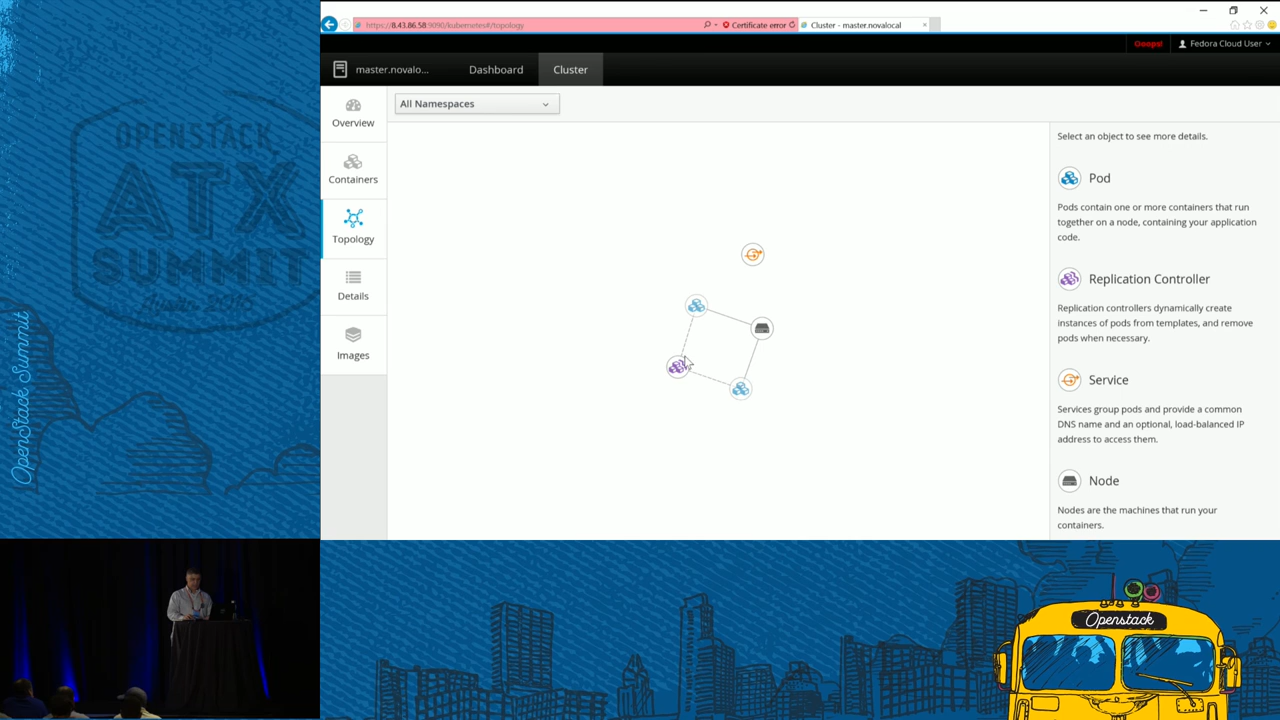 OPENSTACK
ATX
SUMMIT
Austin 2016
OpenStack Summit
https://8.43.86.58:9090/kubernetes#/topology
Certificate error
Cluster - master.novalocal
Ooops!
Fedora Cloud User
master.novalo...
Dashboard
Cluster
Overview
Containers
Topology
Details
Images
All Namespaces
Select an object to see more details.
Pod
Pods contain one or more containers that run
together on a node, containing your application
code.
Replication Controller
Replication controllers dynamically create
instances of pods from templates, and remove
pods when necessary.
Service
Services group pods and provide a common
DNS name and an optional, load-balanced IP
address to access them.
Node
Nodes are the machines that run your
containers.
Openstack